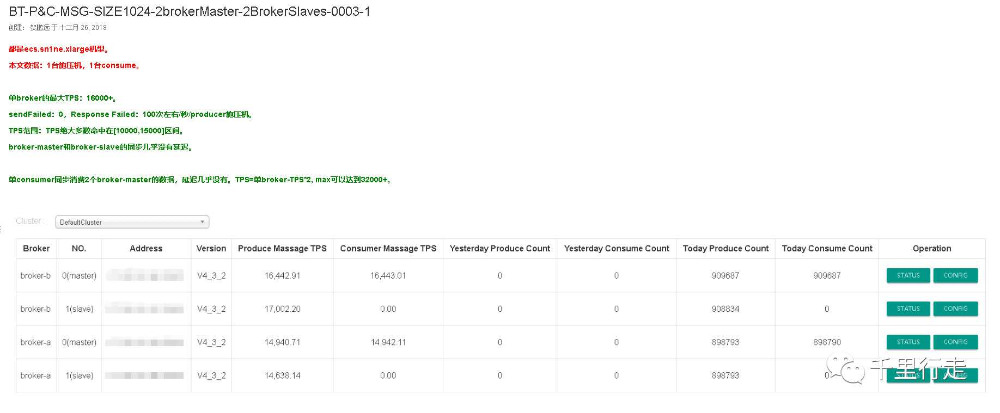 BT-P&C-MSG-SIZE1024-2brokerMaster-2BrokerSlaves-0003-1
创建： 贺鹏远 于 十二月 26, 2018
都是ecs.sn1ne.xlarge机型。
本文数据：1台施压机，1台consume。
单broker的最大TPS：16000+。
sendFailed：0，Response Failed：100次左右/秒/producer施压机。
TPS范围：TPS绝大多数命中在[10000,15000]区间。
broker-master和broker-slave的同步几乎没有延迟。
单consumer同步消费2个broker-master的数据，延迟几乎没有。TPS=单broker-TPS*2, max可以达到32000+。
Cluster : DefaultCluster
Broker NO. Address Version Produce Massage TPS Consumer Massage TPS Yesterday Produce Count Yesterday Consume Count Today Produce Count Today Consume Count Operation
broker-b 0(master) V4_3_2 16,442.91 16,443.01 0 0 909687 909687 STATUS CONFIG
broker-b 1(slave) V4_3_2 17,002.20 0.00 0 0 908834 0 STATUS CONFIG
broker-a 0(master) V4_3_2 14,940.71 14,942.11 0 0 898793 898790 STATUS CONFIG
broker-a 1(slave) V4_3_2 14,638.14 0.00 0 0 898793 0 STATUS CONFIG
千里行走